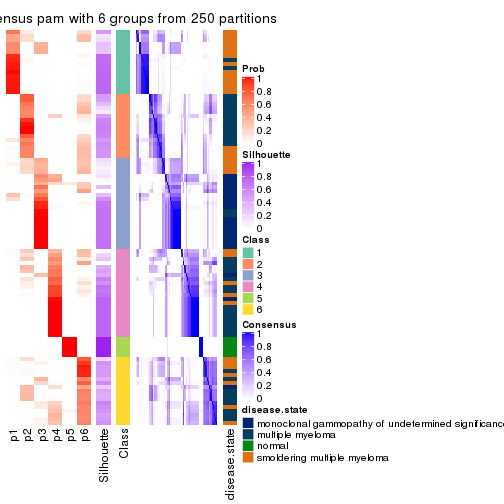 ensus pam with 6 groups from 250 partitions
Prob
1
0.8
0.6
0.4
0.2
0
Silhouette
1
0.8
0.6
0.4
0.2
0
Class
1
2
3
4
5
6
Consensus
1
0.8
0.6
0.4
0.2
0
disease.state
monoclonal gammopathy of undetermined significance
multiple myeloma
normal
smoldering multiple myeloma
p1
p2
p3
p4
p5
p6
Silhouette
Class
disease.state